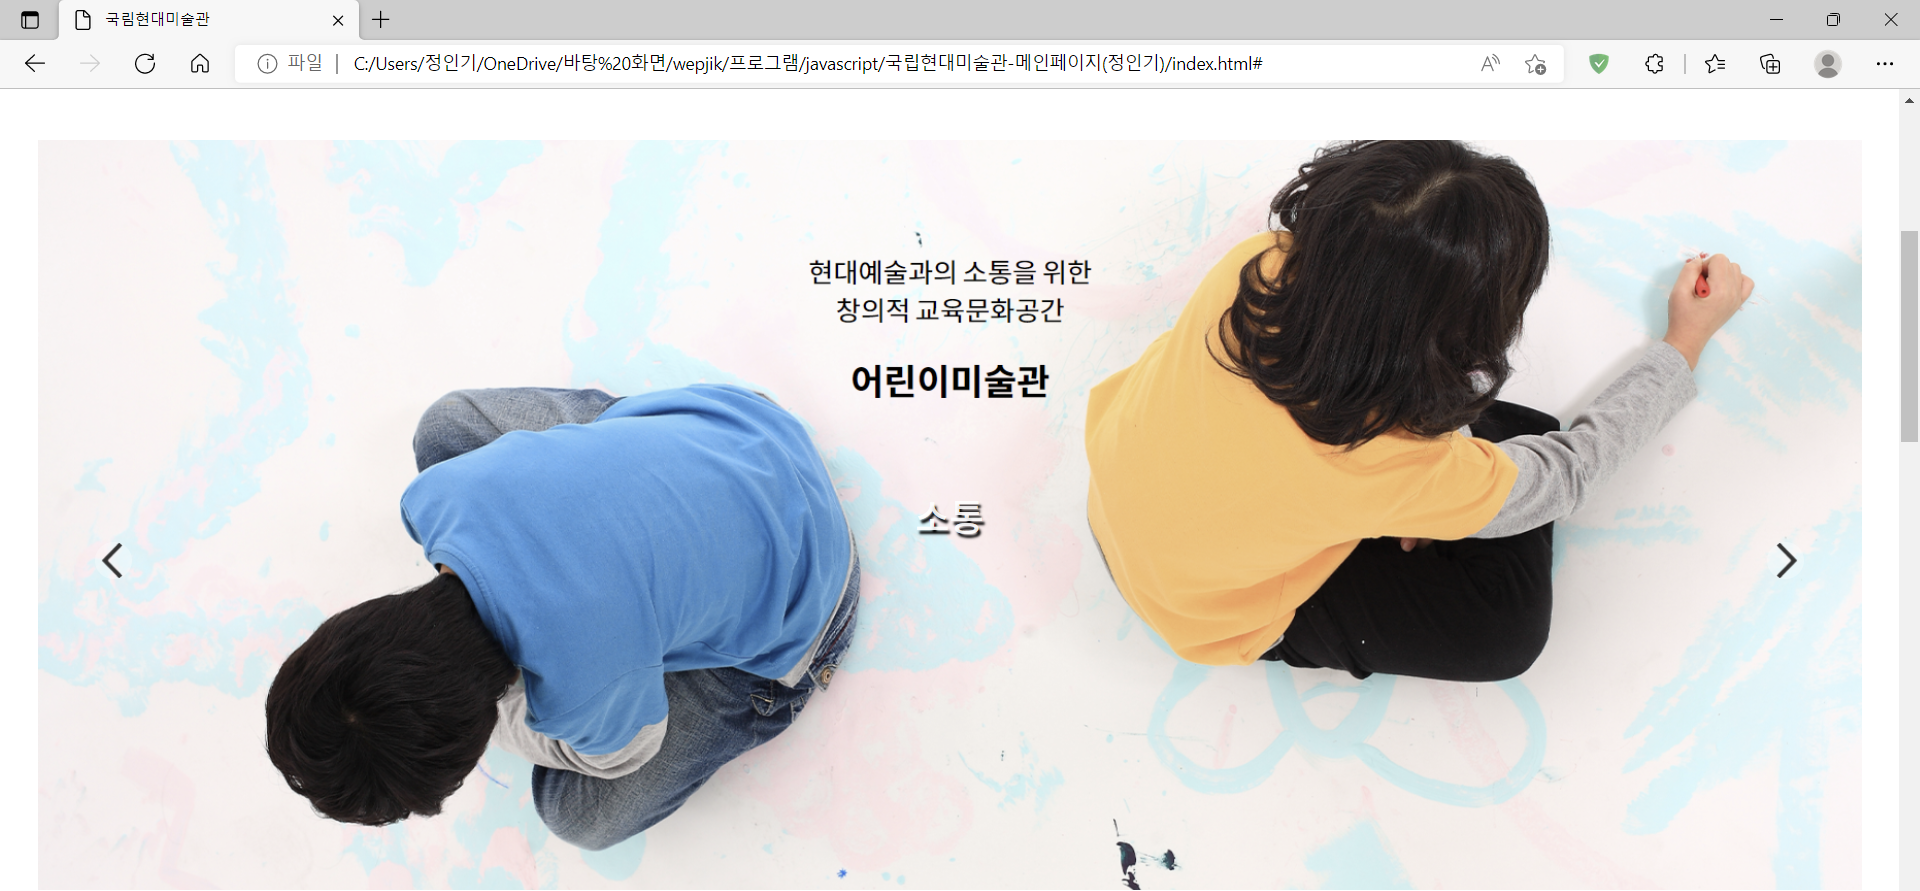 국립현대미술관
파일
C:/Users/정인기/OneDrive/바탕%20화면/wepjik/프로그램/javascript/국립현대미술관-메인페이지(정인기)/index.html#
현대예술과의 소통을 위한
창의적 교육문화공간
어린이미술관
소통